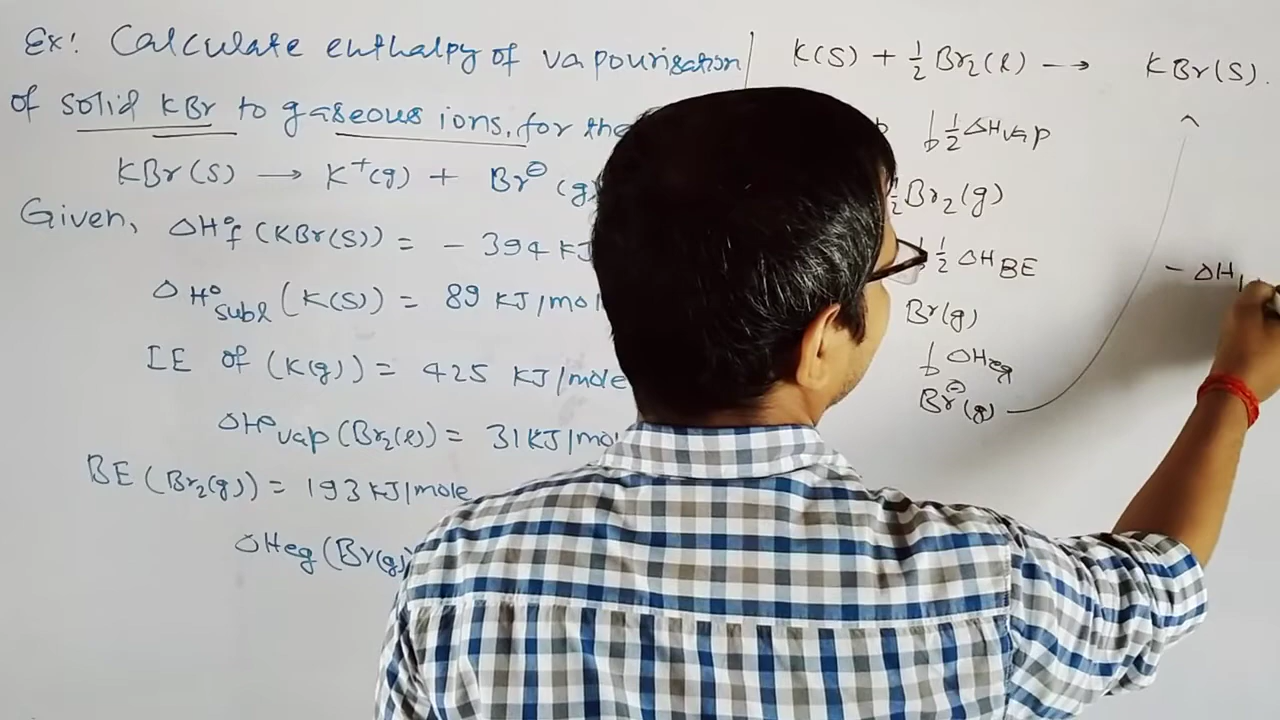 Ex: Calculate enthalpy of vapourisation
of solid KBr to gaseous ions, for the
KBr(s) → K⁺(g) + Br⊖(g)
Given, ΔH°f (KBr(s)) = - 394 KJ
ΔH°subl (K(s)) = 89 KJ/mol
IE of (K(g)) = 425 KJ/mole
ΔH°vap (Br₂(l)) = 31 KJ/mol
BE (Br₂(g)) = 193 KJ/mole
ΔHeg (Br(g)
K(s) + ½ Br₂(l) → KBr(s).
½ ΔHvap
½ Br₂(g)
½ ΔHBE
- ΔH
Br(g)
ΔHeg
Br⊖(g)